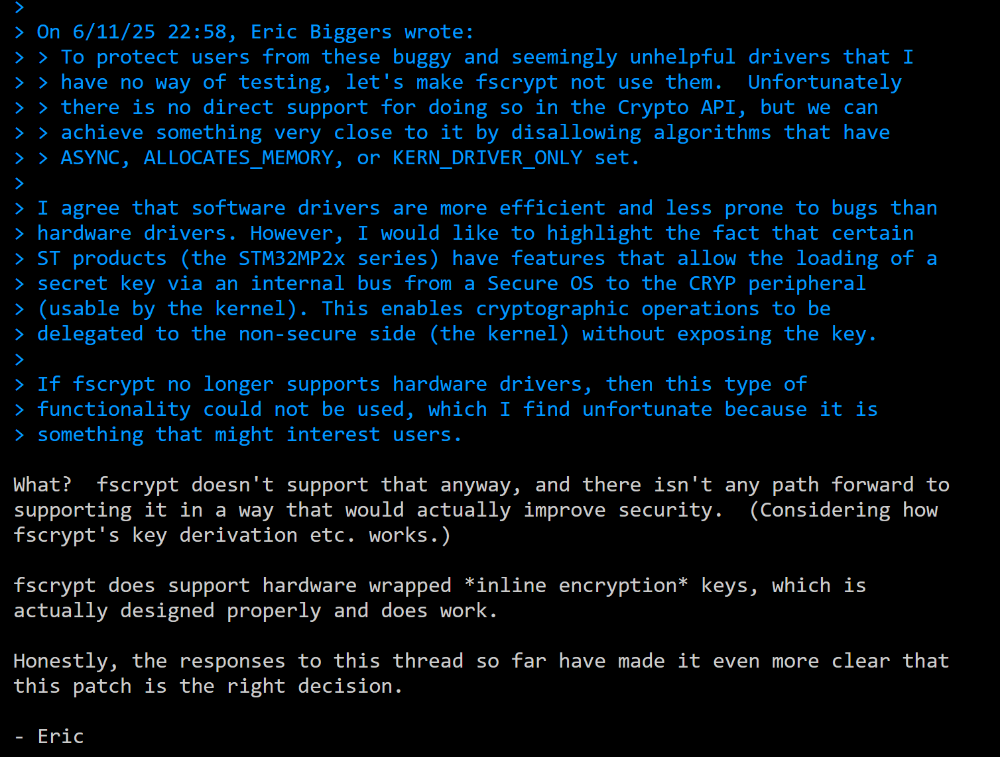 >
> On 6/11/25 22:58, Eric Biggers wrote:
> > To protect users from these buggy and seemingly unhelpful drivers that I
> > have no way of testing, let's make fscrypt not use them.  Unfortunately
> > there is no direct support for doing so in the Crypto API, but we can
> > achieve something very close to it by disallowing algorithms that have
> > ASYNC, ALLOCATES_MEMORY, or KERN_DRIVER_ONLY set.
>
> I agree that software drivers are more efficient and less prone to bugs than
> hardware drivers. However, I would like to highlight the fact that certain
> ST products (the STM32MP2x series) have features that allow the loading of a
> secret key via an internal bus from a Secure OS to the CRYP peripheral
> (usable by the kernel). This enables cryptographic operations to be
> delegated to the non-secure side (the kernel) without exposing the key.
>
> If fscrypt no longer supports hardware drivers, then this type of
> functionality could not be used, which I find unfortunate because it is
> something that might interest users.

What?  fscrypt doesn't support that anyway, and there isn't any path forward to
supporting it in a way that would actually improve security.  (Considering how
fscrypt's key derivation etc. works.)

fscrypt does support hardware wrapped *inline encryption* keys, which is
actually designed properly and does work.

Honestly, the responses to this thread so far have made it even more clear that
this patch is the right decision.

- Eric